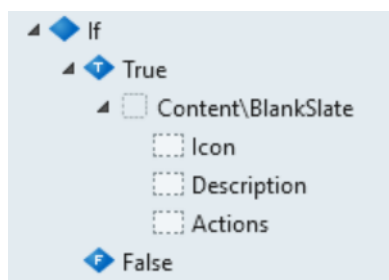 If
T True
Content\BlankSlate
Icon
Description
Actions
F False